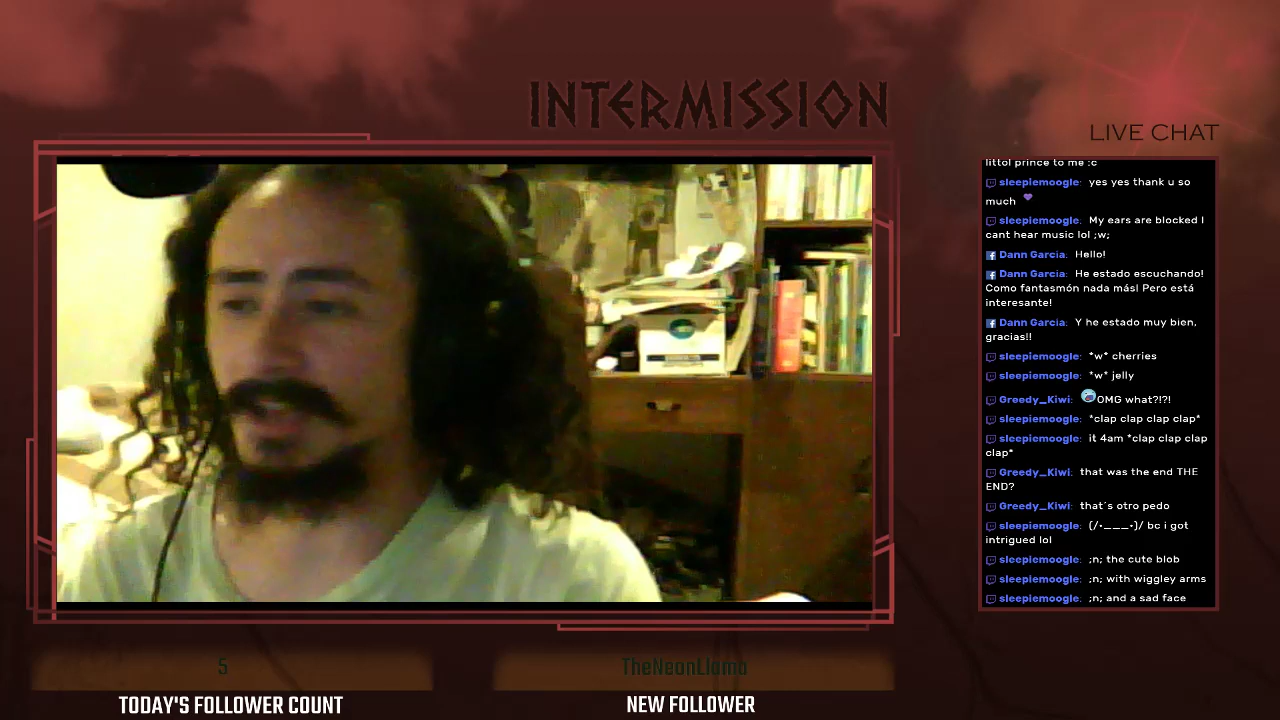 INTERMISSION
LIVE CHAT
littol prince to me :c
sleepiemoogle: yes yes thank u so
much
sleepiemoogle: My ears are blocked I
cant hear music lol ;w;
Dann Garcia: Hello!
Dann Garcia: He estado escuchando!
Como fantasmón nada más! Pero está
interesante!
Dann Garcia: Y he estado muy bien,
gracias!!
sleepiemoogle: *w* cherries
sleepiemoogle: *w* jelly
Greedy_Kiwi: OMG what?!?!
sleepiemoogle: *clap clap clap clap*
sleepiemoogle: it 4am *clap clap clap
clap*
Greedy_Kiwi: that was the end THE
END?
Greedy_Kiwi: that´s otro pedo
sleepiemoogle: (/•___•)/ bc i got
intrigued lol
sleepiemoogle: ;n; the cute blob
sleepiemoogle: ;n; with wiggley arms
sleepiemoogle: ;n; and a sad face
5
TODAY'S FOLLOWER COUNT
TheNeonLlama
NEW FOLLOWER